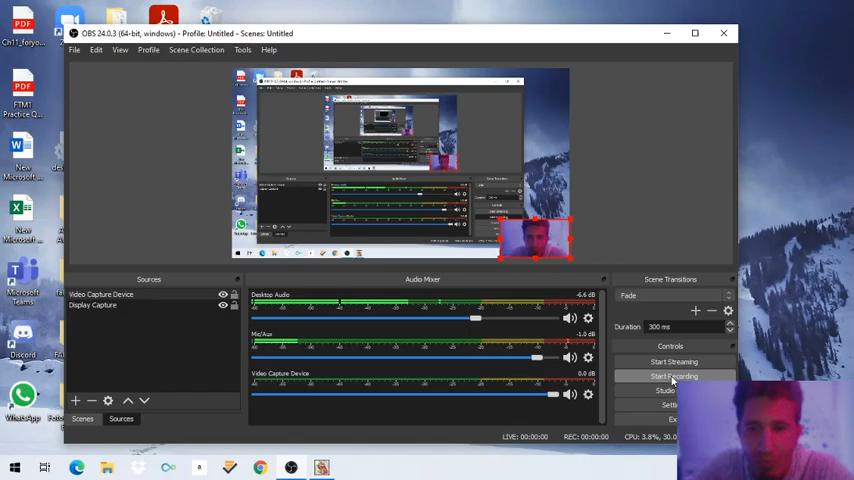 OBS 24.0.3 (64-bit, windows) - Profile: Untitled - Scenes: Untitled
File Edit View Profile Scene Collection Tools Help
Ch11_foryo...
FTM1
Practice Q...
New
Microsoft ...
New
Microsoft ...
Microsoft
Teams
Discord
WhatsApp
Sources
Video Capture Device
Display Capture
Scenes Sources
Audio Mixer
Desktop Audio -6.6 dB
Mic/Aux -1.0 dB
Video Capture Device 0.0 dB
Scene Transitions
Fade
Duration 300 ms
Controls
Start Streaming
Start Recording
Studio
Setti
Ex
LIVE: 00:00:00 REC: 00:00:00 CPU: 3.8%, 30.0